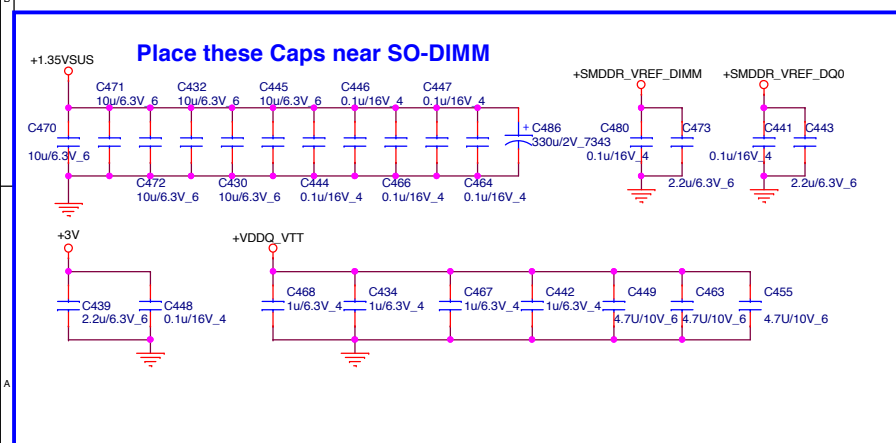 Place these Caps near SO-DIMM
+1.35VSUS
C471
10u/6.3V_6
C432
10u/6.3V_6
C445
10u/6.3V_6
C446
0.1u/16V_4
C447
0.1u/16V_4
C470
10u/6.3V_6
C472
10u/6.3V_6
C430
10u/6.3V_6
C444
0.1u/16V_4
C466
0.1u/16V_4
C464
0.1u/16V_4
+
C486
330u/2V_7343
+SMDDR_VREF_DIMM
C480
0.1u/16V_4
C473
2.2u/6.3V_6
+SMDDR_VREF_DQ0
C441
0.1u/16V_4
C443
2.2u/6.3V_6
+3V
C439
2.2u/6.3V_6
C448
0.1u/16V_4
+VDDQ_VTT
C468
1u/6.3V_4
C434
1u/6.3V_4
C467
1u/6.3V_4
C442
1u/6.3V_4
C449
4.7U/10V_6
C463
4.7U/10V_6
C455
4.7U/10V_6
A